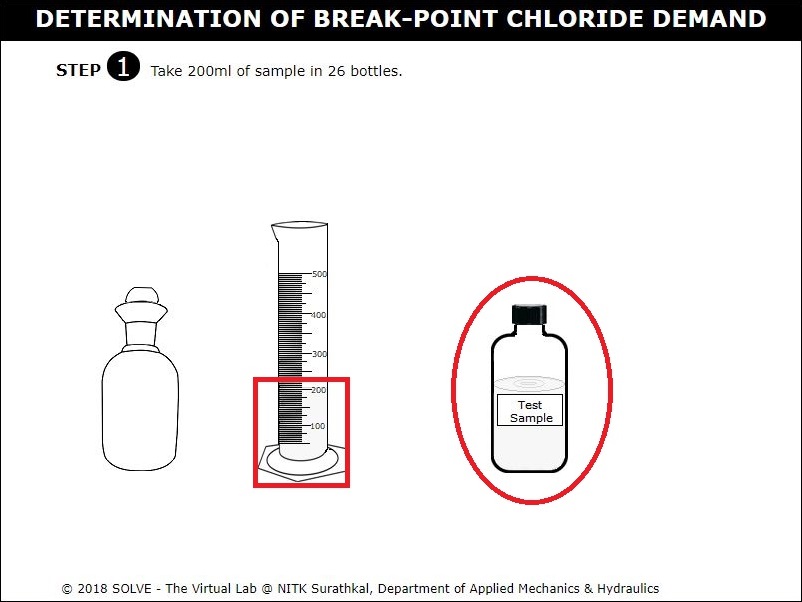 DETERMINATION OF BREAK-POINT CHLORIDE DEMAND
STEP 1 Take 200ml of sample in 26 bottles.
500
400
300
200
100
Test
Sample
© 2018 SOLVE - The Virtual Lab @ NITK Surathkal, Department of Applied Mechanics & Hydraulics